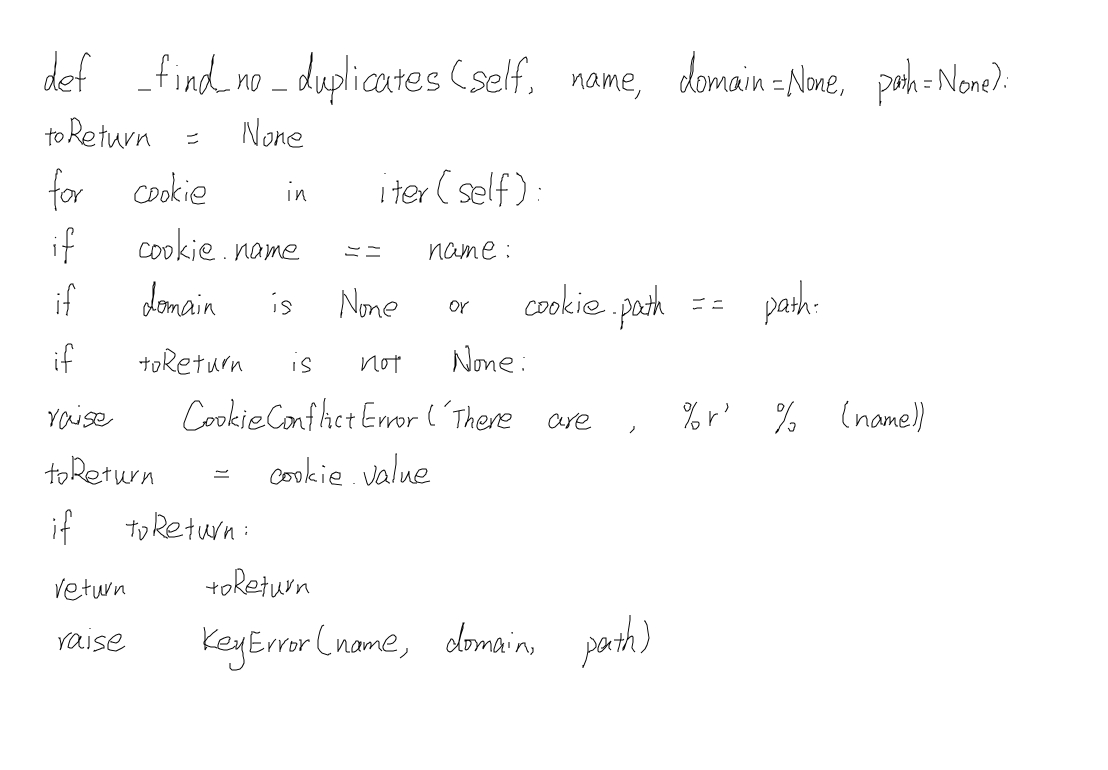 def _find_no_duplicates(self, name, domain=None, path=None):
toReturn = None
for cookie in iter(self):
if cookie.name == name:
if domain is None or cookie.path == path:
if toReturn is not None:
raise CookieConflictError('There are , %r' % (name))
toReturn = cookie.value
if toReturn:
return toReturn
raise KeyError(name, domain, path)